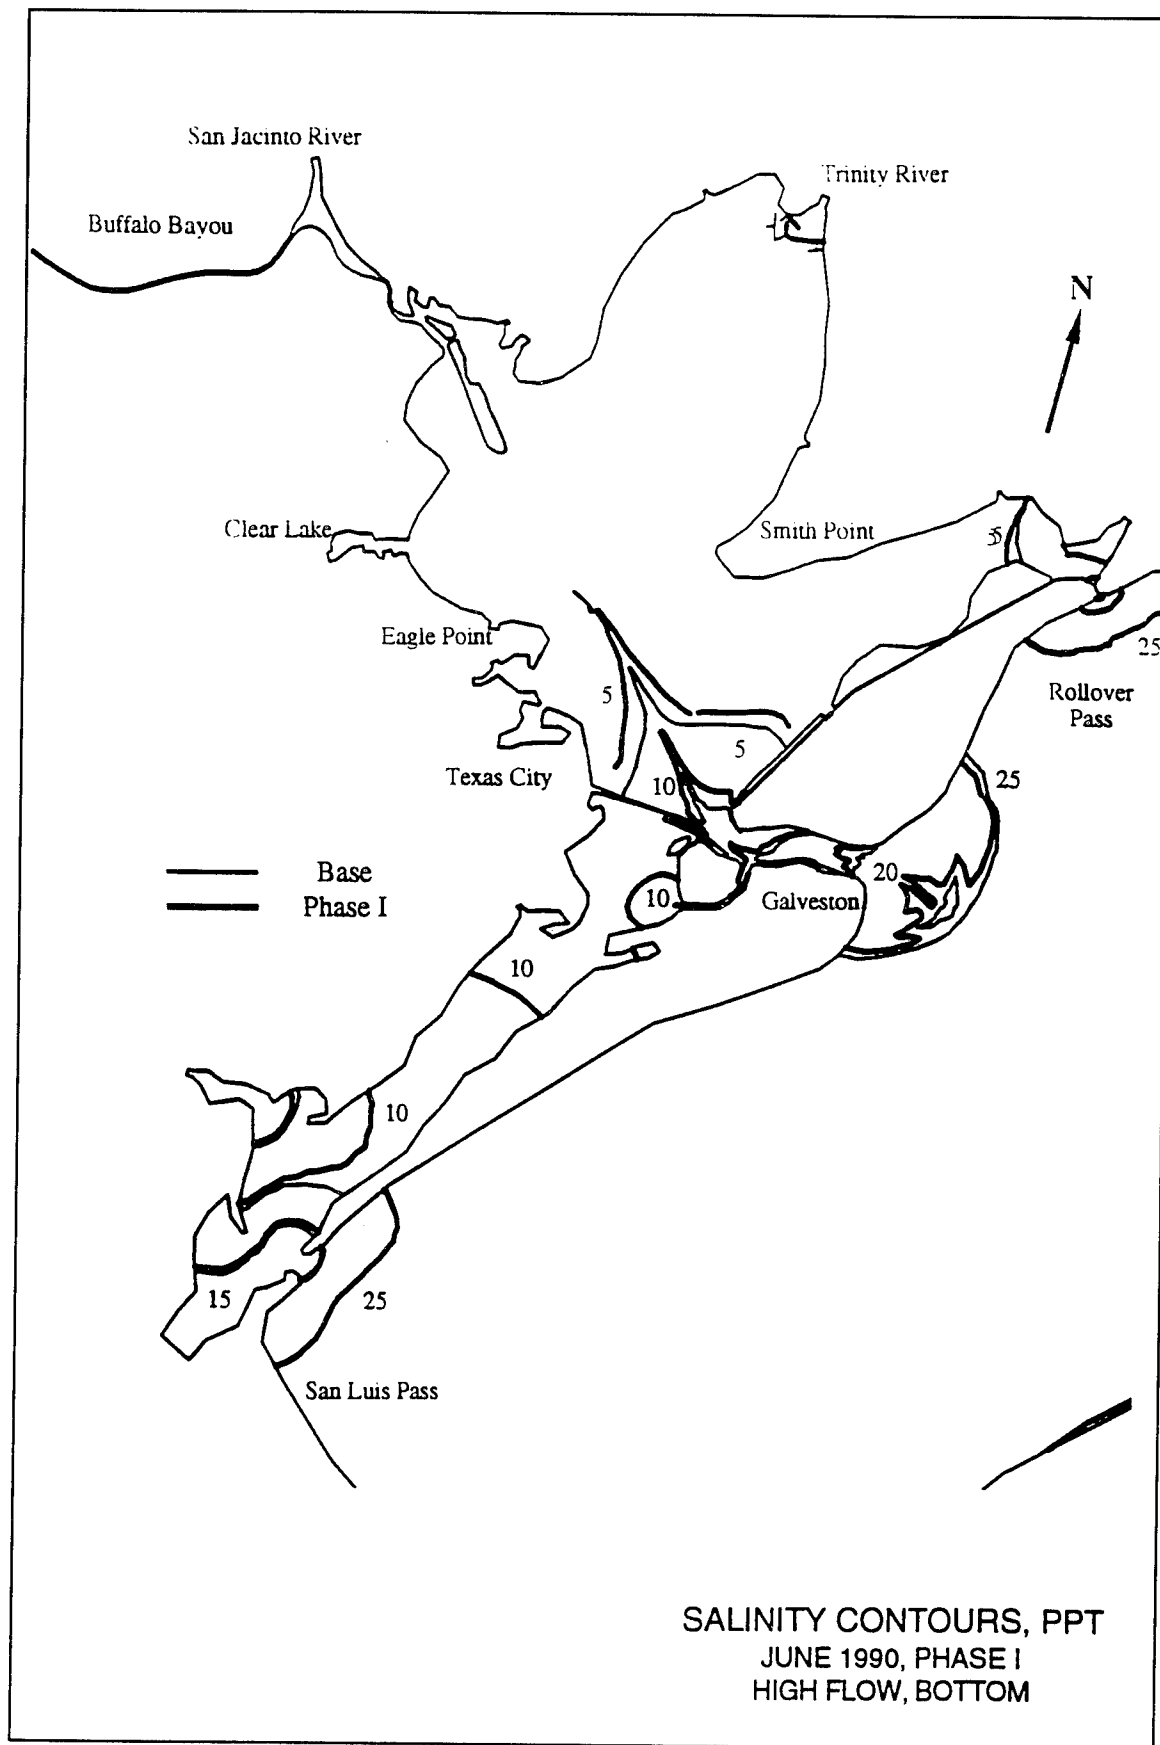 San Jacinto River
Trinity River
Buffalo Bayou
N
Clear Lake
Smith Point
5
Eagle Point
25
5
Rollover
Pass
5
Texas City
25
10
Base
20
Phase I
10
Galveston
10
10
15
25
San Luis Pass
SALINITY CONTOURS, PPT
JUNE 1990, PHASE I
HIGH FLOW, BOTTOM